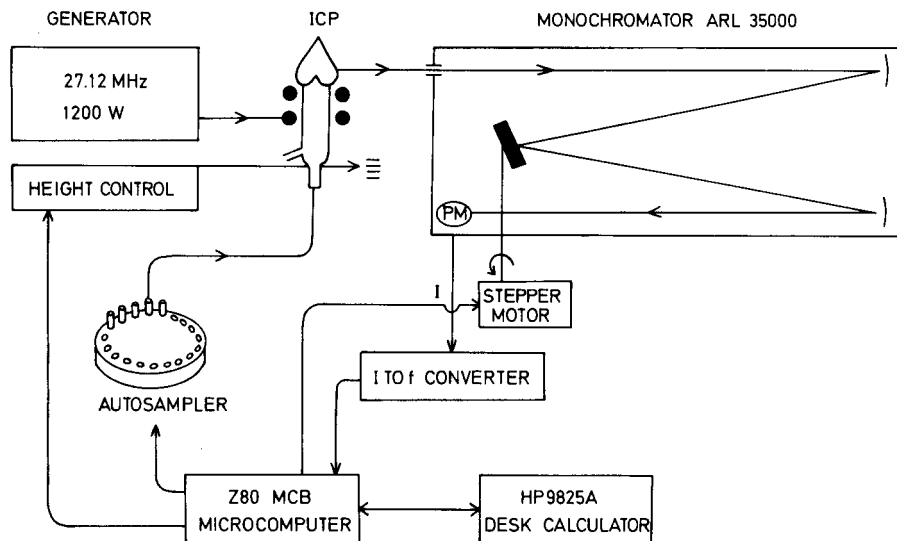 GENERATOR
ICP
MONOCHROMATOR ARL 35000
27.12 MHz
1200 W
HEIGHT CONTROL
PM
I
STEPPER
MOTOR
I TO f CONVERTER
AUTOSAMPLER
Z80 MCB
MICROCOMPUTER
HP9825A
DESK CALCULATOR